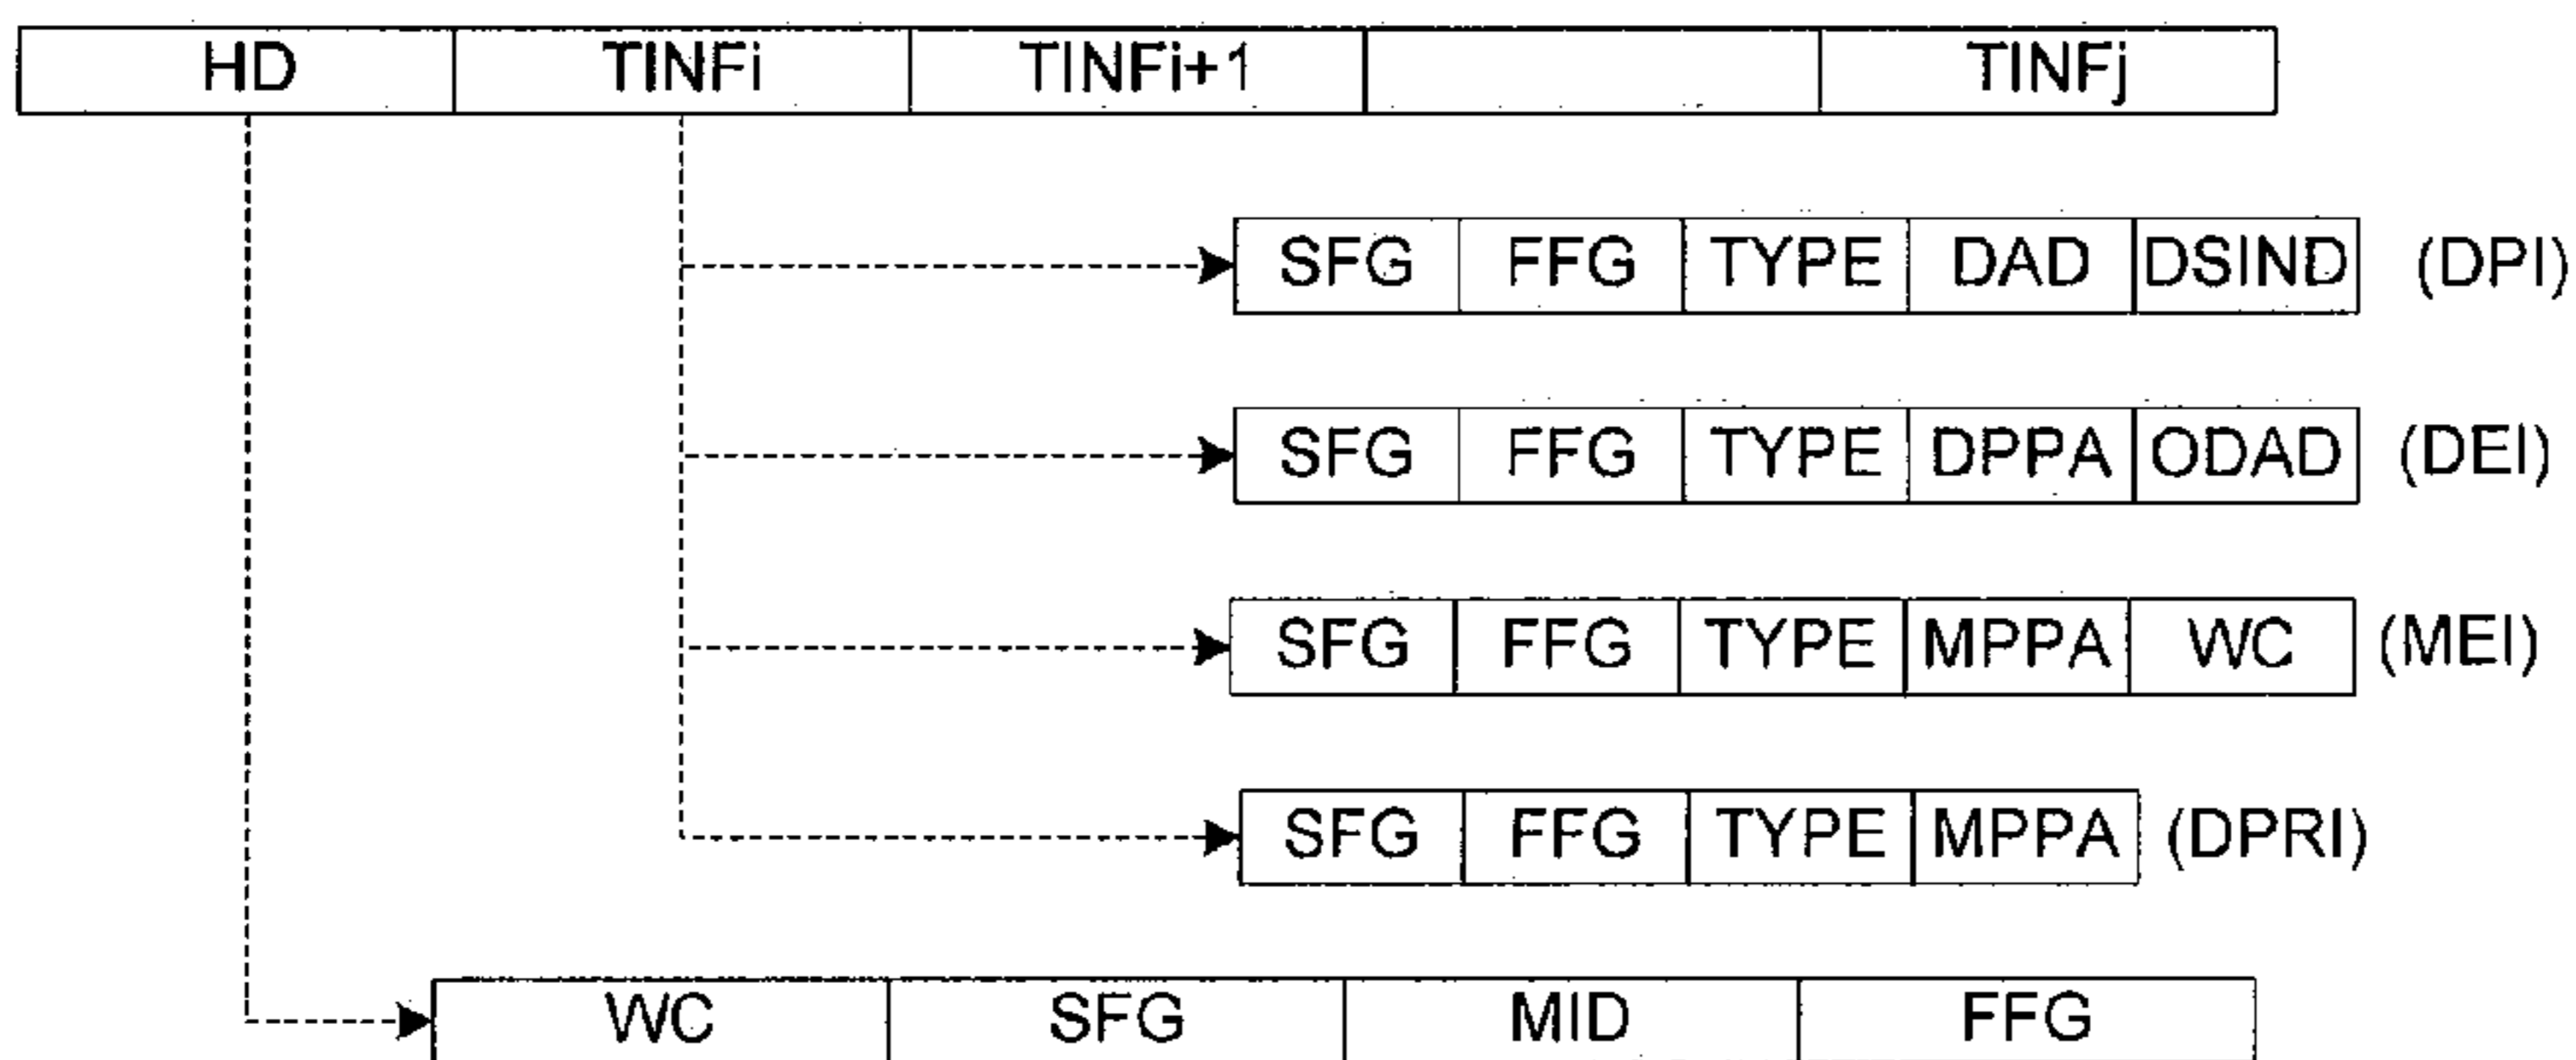 HD TINFi TINFi+1 TINFj
SFG FFG TYPE DAD DSIND (DPI)
SFG FFG TYPE DPPA ODAD (DEI)
SFG FFG TYPE MPPA WC (MEI)
SFG FFG TYPE MPPA (DPRI)
WC SFG MID FFG